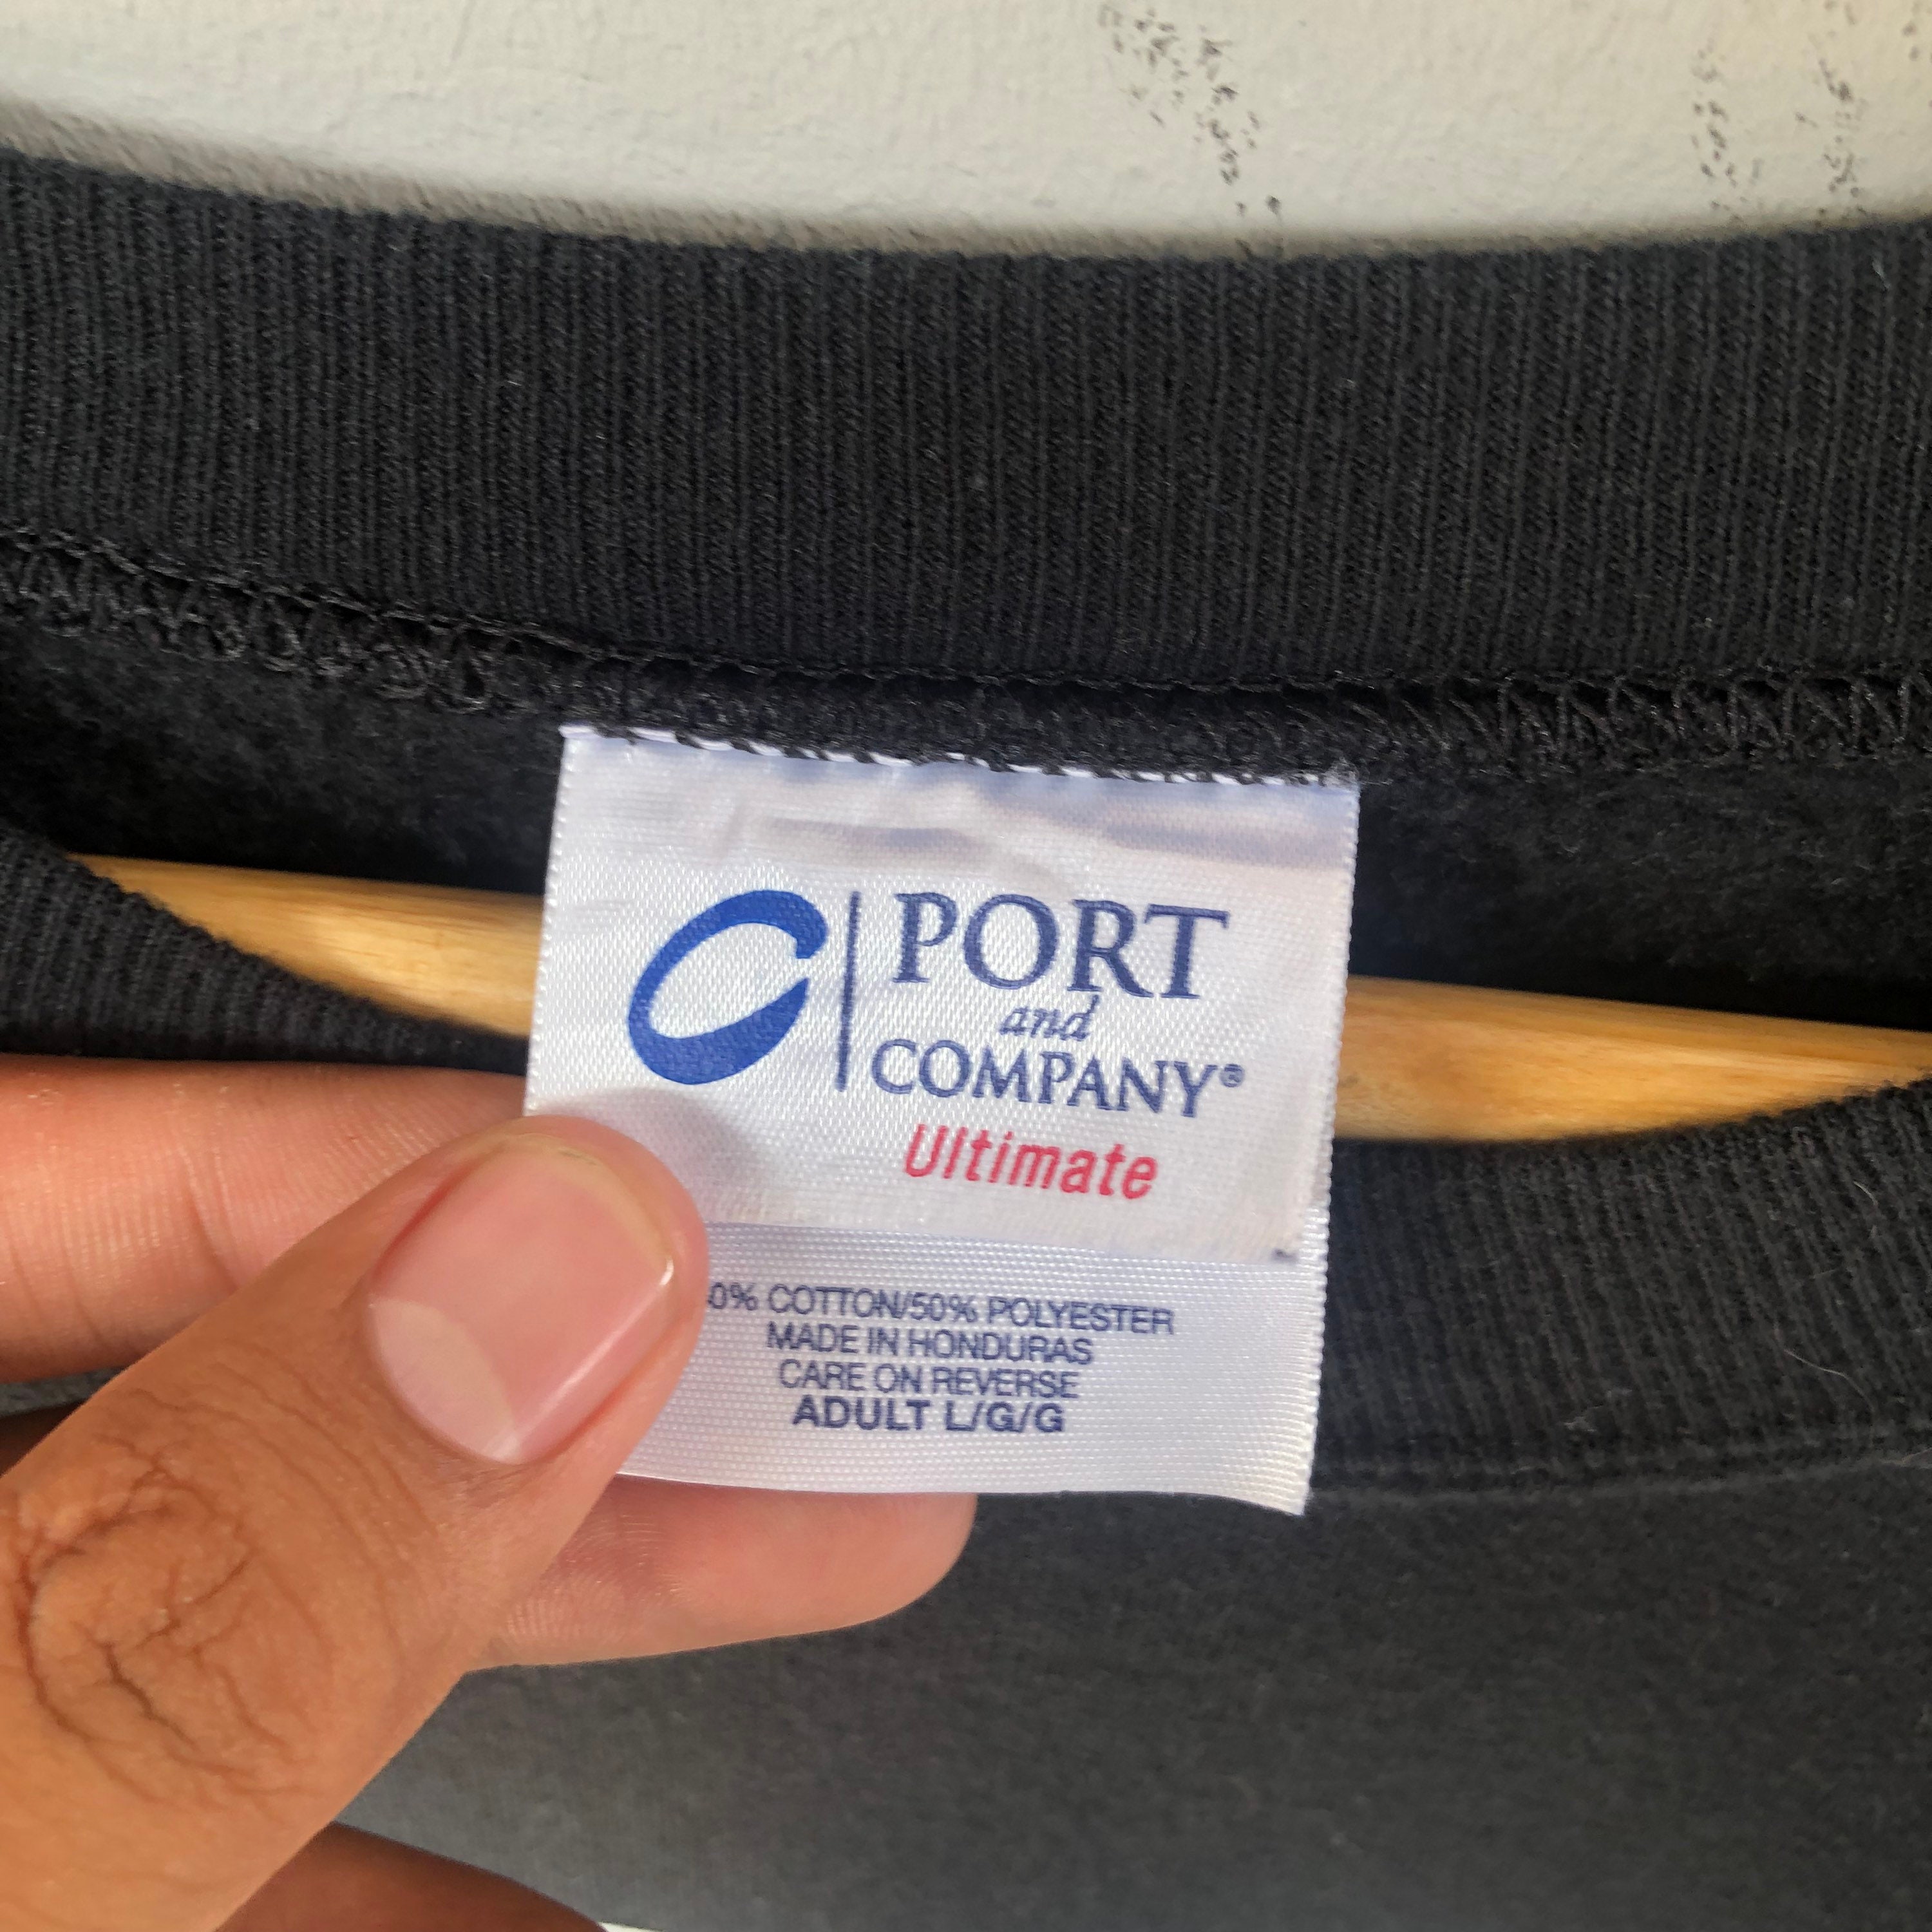 PORT
and
COMPANY®
Ultimate
0% COTTON/50% POLYESTER
MADE IN HONDURAS
CARE ON REVERSE
ADULT L/G/G